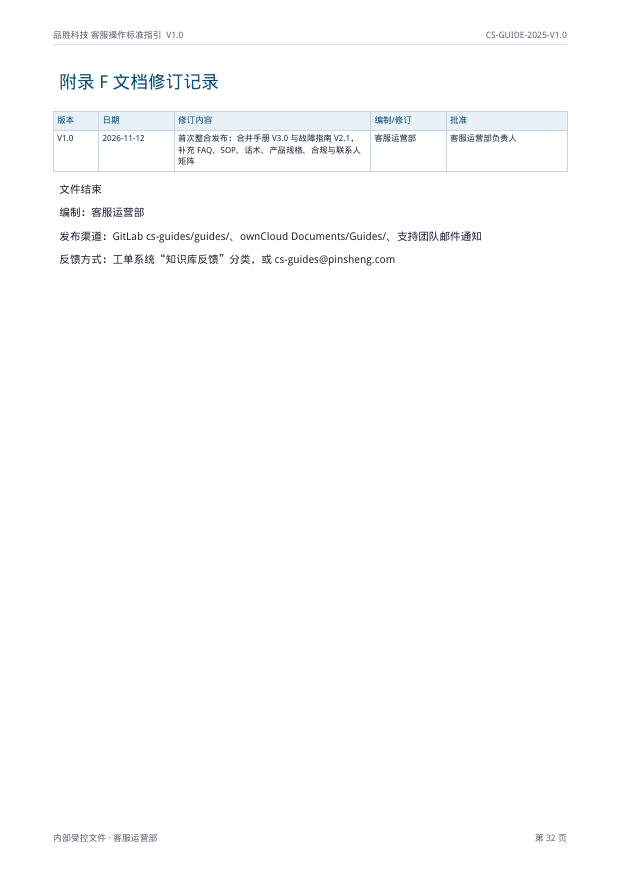 品胜科技 客服操作标准指引 V1.0
CS-GUIDE-2025-V1.0
附录 F 文档修订记录
版本 日期 修订内容 编制/修订 批准
V1.0 2026-11-12 首次整合发布：合并手册 V3.0 与故障指南 V2.1， 客服运营部 客服运营部负责人
补充 FAQ、SOP、话术、产品规格、合规与联系人
矩阵
文件结束
编制：客服运营部
发布渠道：GitLab cs-guides/guides/、ownCloud Documents/Guides/、支持团队邮件通知
反馈方式：工单系统“知识库反馈”分类，或 cs-guides@pinsheng.com
内部受控文件 · 客服运营部
第 32 页